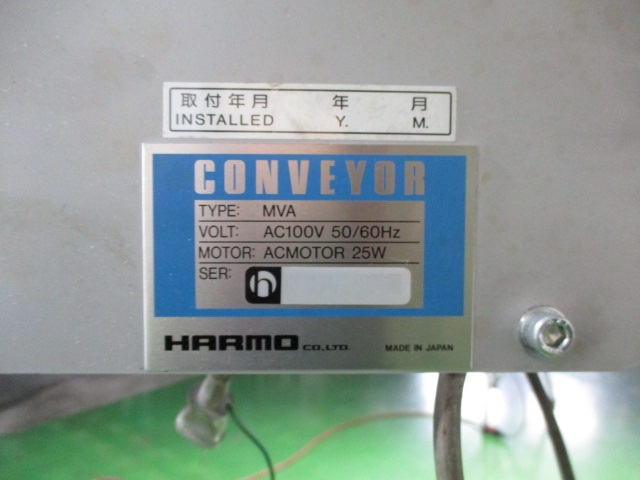 取付年月 年 月
INSTALLED Y. M.
CONVEYOR
TYPE: MVA
VOLT: AC100V 50/60Hz
MOTOR: ACMOTOR 25W
SER: h
HARMO CO.,LTD. MADE IN JAPAN